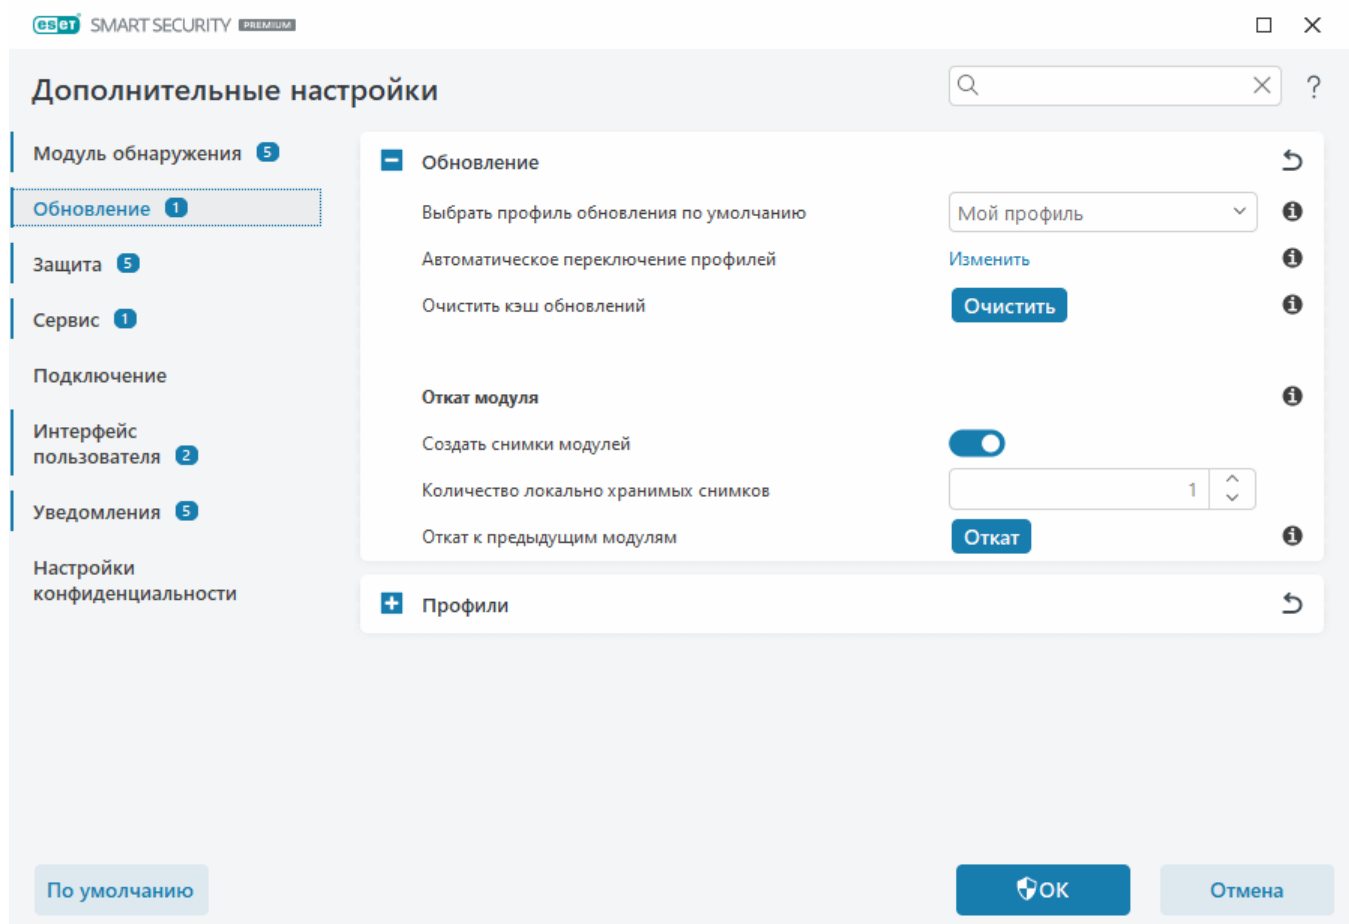 eset SMART SECURITY PREMIUM
Дополнительные настройки
?
Модуль обнаружения 5
Обновление 1
Защита 5
Сервис 1
Подключение
Интерфейс
пользователя 2
Уведомления 5
Настройки
конфиденциальности
Обновление
Выбрать профиль обновления по умолчанию Мой профиль
Автоматическое переключение профилей Изменить
Очистить кэш обновлений Очистить
Откат модуля
Создать снимки модулей
Количество локально хранимых снимков 1
Откат к предыдущим модулям Откат
Профили
По умолчанию ОК Отмена